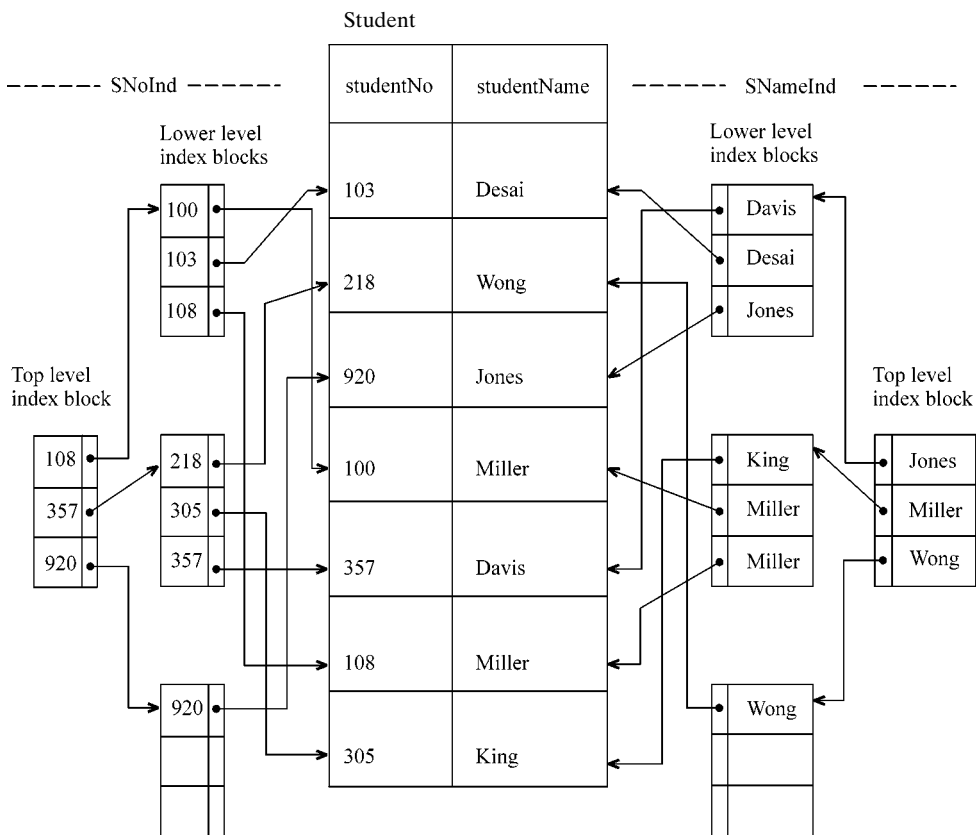 Student
SNoInd
studentNo studentName
SNameInd
Lower level
index blocks
100
103
108
Top level
index block
108
357
920
218
305
357
920
103 Desai
218 Wong
920 Jones
100 Miller
357 Davis
108 Miller
305 King
Lower level
index blocks
Davis
Desai
Jones
King
Miller
Miller
Wong
Top level
index block
Jones
Miller
Wong